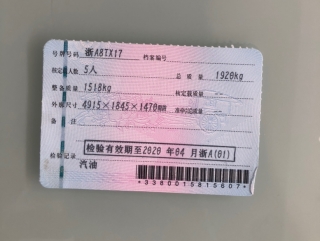 号牌号码 浙ABTX17 档案编号
核定载人数 5人 总质量 1920kg
整备质量 1518kg 核定载质量 --
外廓尺寸 4915×1845×1470mm 准牵引总质量 --
备注
检验有效期至2020 年04 月浙A(01)
检验记录
汽油
*3380015815607*